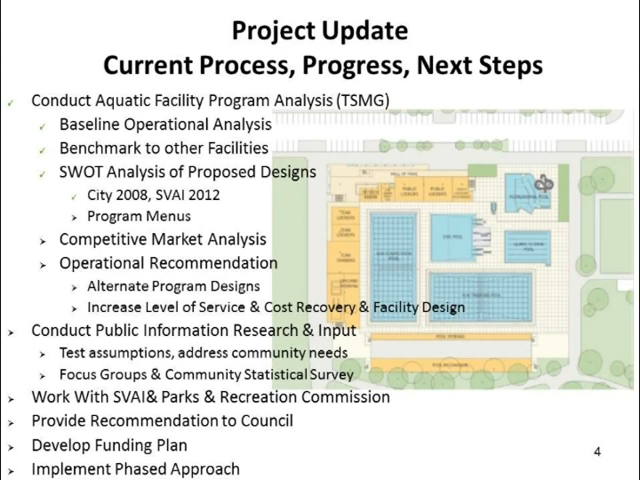 Project Update
Current Process, Progress, Next Steps
✓ Conduct Aquatic Facility Program Analysis (TSMG)
✓ Baseline Operational Analysis
✓ Benchmark to other Facilities
✓ SWOT Analysis of Proposed Designs
✓ City 2008, SVAI 2012
➢ Program Menus
➢ Competitive Market Analysis
➢ Operational Recommendation
➢ Alternate Program Designs
➢ Increase Level of Service & Cost Recovery & Facility Design
➢ Conduct Public Information Research & Input
➢ Test assumptions, address community needs
➢ Focus Groups & Community Statistical Survey
➢ Work With SVAI& Parks & Recreation Commission
➢ Provide Recommendation to Council
➢ Develop Funding Plan
➢ Implement Phased Approach
4